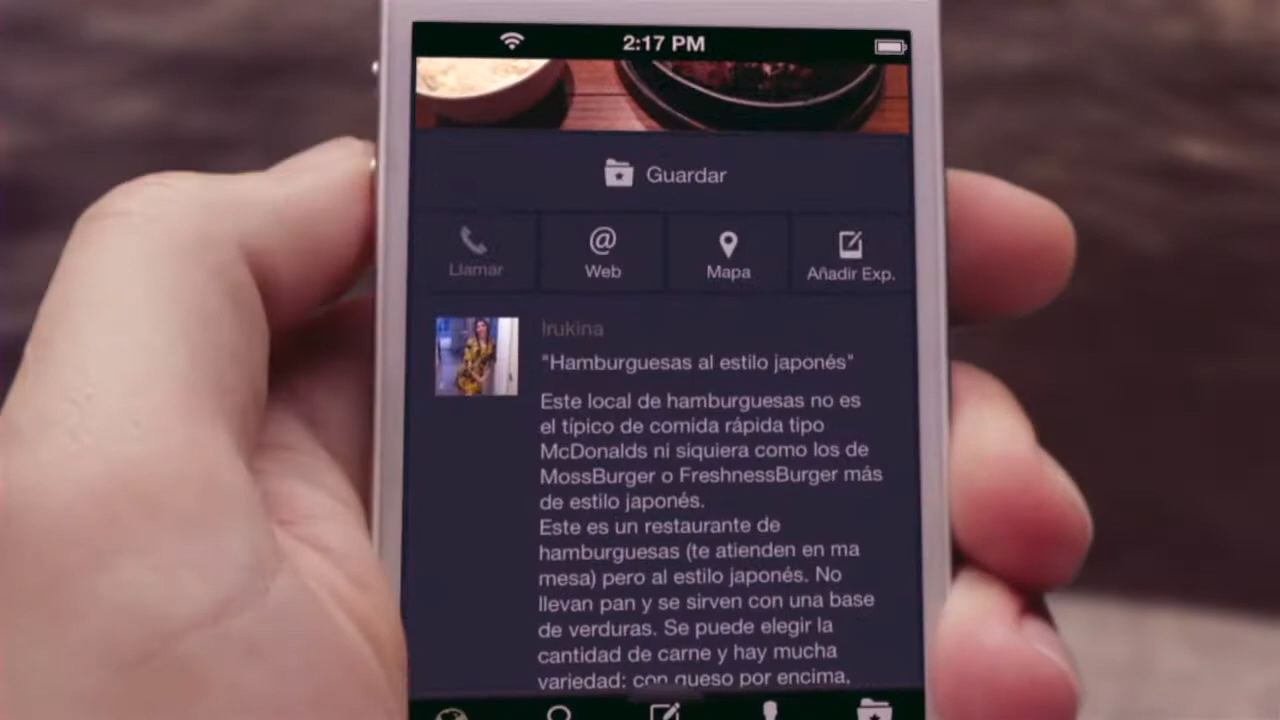 2:17 PM
Guardar
Llamar
@
Web
Mapa
Añadir Exp.
Irukina
"Hamburguesas al estilo japonés"
Este local de hamburguesas no es
el típico de comida rápida tipo
McDonalds ni siquiera como los de
MossBurger o FreshnessBurger más
de estilo japonés.
Este es un restaurante de
hamburguesas (te atienden en ma
mesa) pero al estilo japonés. No
llevan pan y se sirven con una base
de verduras. Se puede elegir la
cantidad de carne y hay mucha
variedad: con queso por encima,